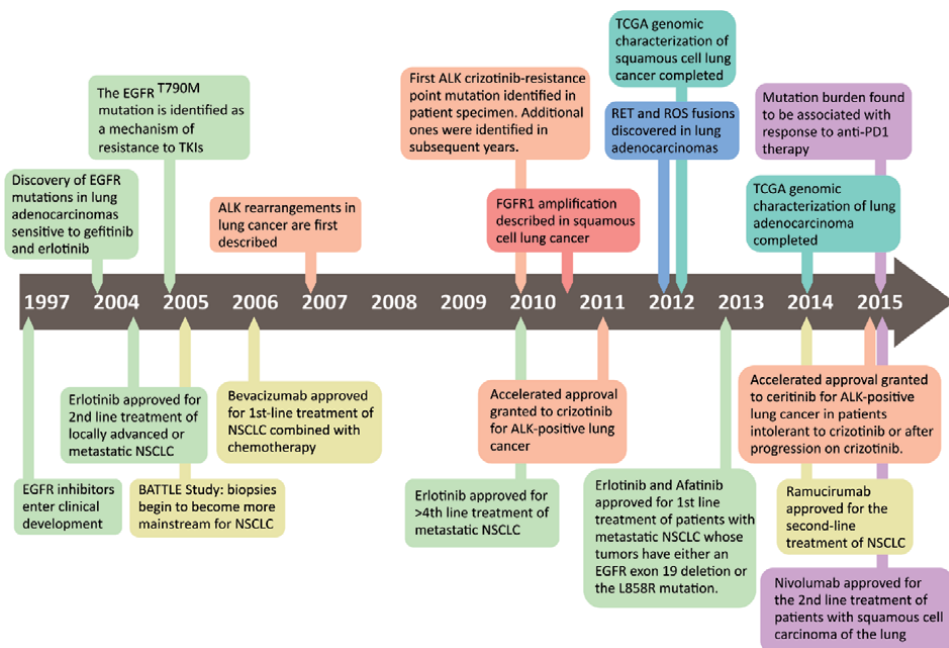 TCGA genomic
characterization of
squamous cell lung
cancer completed
The EGFR T790M
mutation is identified as
a mechanism of
resistance to TKIs
First ALK crizotinib-resistance
point mutation identified in
patient specimen. Additional
ones were identified in
subsequent years.
RET and ROS fusions
discovered in lung
adenocarcinomas
Mutation burden found
to be associated with
response to anti-PD1
therapy
Discovery of EGFR
mutations in lung
adenocarcinomas
sensitive to gefitinib
and erlotinib
ALK rearrangements in
lung cancer are first
described
FGFR1 amplification
described in squamous
cell lung cancer
TCGA genomic
characterization of lung
adenocarcinoma
completed
1997 2004 2005 2006 2007 2008 2009 2010 2011 2012 2013 2014 2015
Erlotinib approved for
2nd line treatment of
locally advanced or
metastatic NSCLC
Bevacizumab approved
for 1st-line treatment of
NSCLC combined with
chemotherapy
Accelerated approval
granted to crizotinib
for ALK-positive lung
cancer
Accelerated approval granted
to ceritinib for ALK-positive
lung cancer in patients
intolerant to crizotinib or after
progression on crizotinib.
EGFR inhibitors
enter clinical
development
BATTLE Study: biopsies
begin to become more
mainstream for NSCLC
Erlotinib approved for
>4th line treatment of
metastatic NSCLC
Erlotinib and Afatinib
approved for 1st line
treatment of patients with
metastatic NSCLC whose
tumors have either an
EGFR exon 19 deletion or
the L858R mutation.
Ramucirumab
approved for the
second-line
treatment of NSCLC
Nivolumab approved for
the 2nd line treatment of
patients with squamous cell
carcinoma of the lung